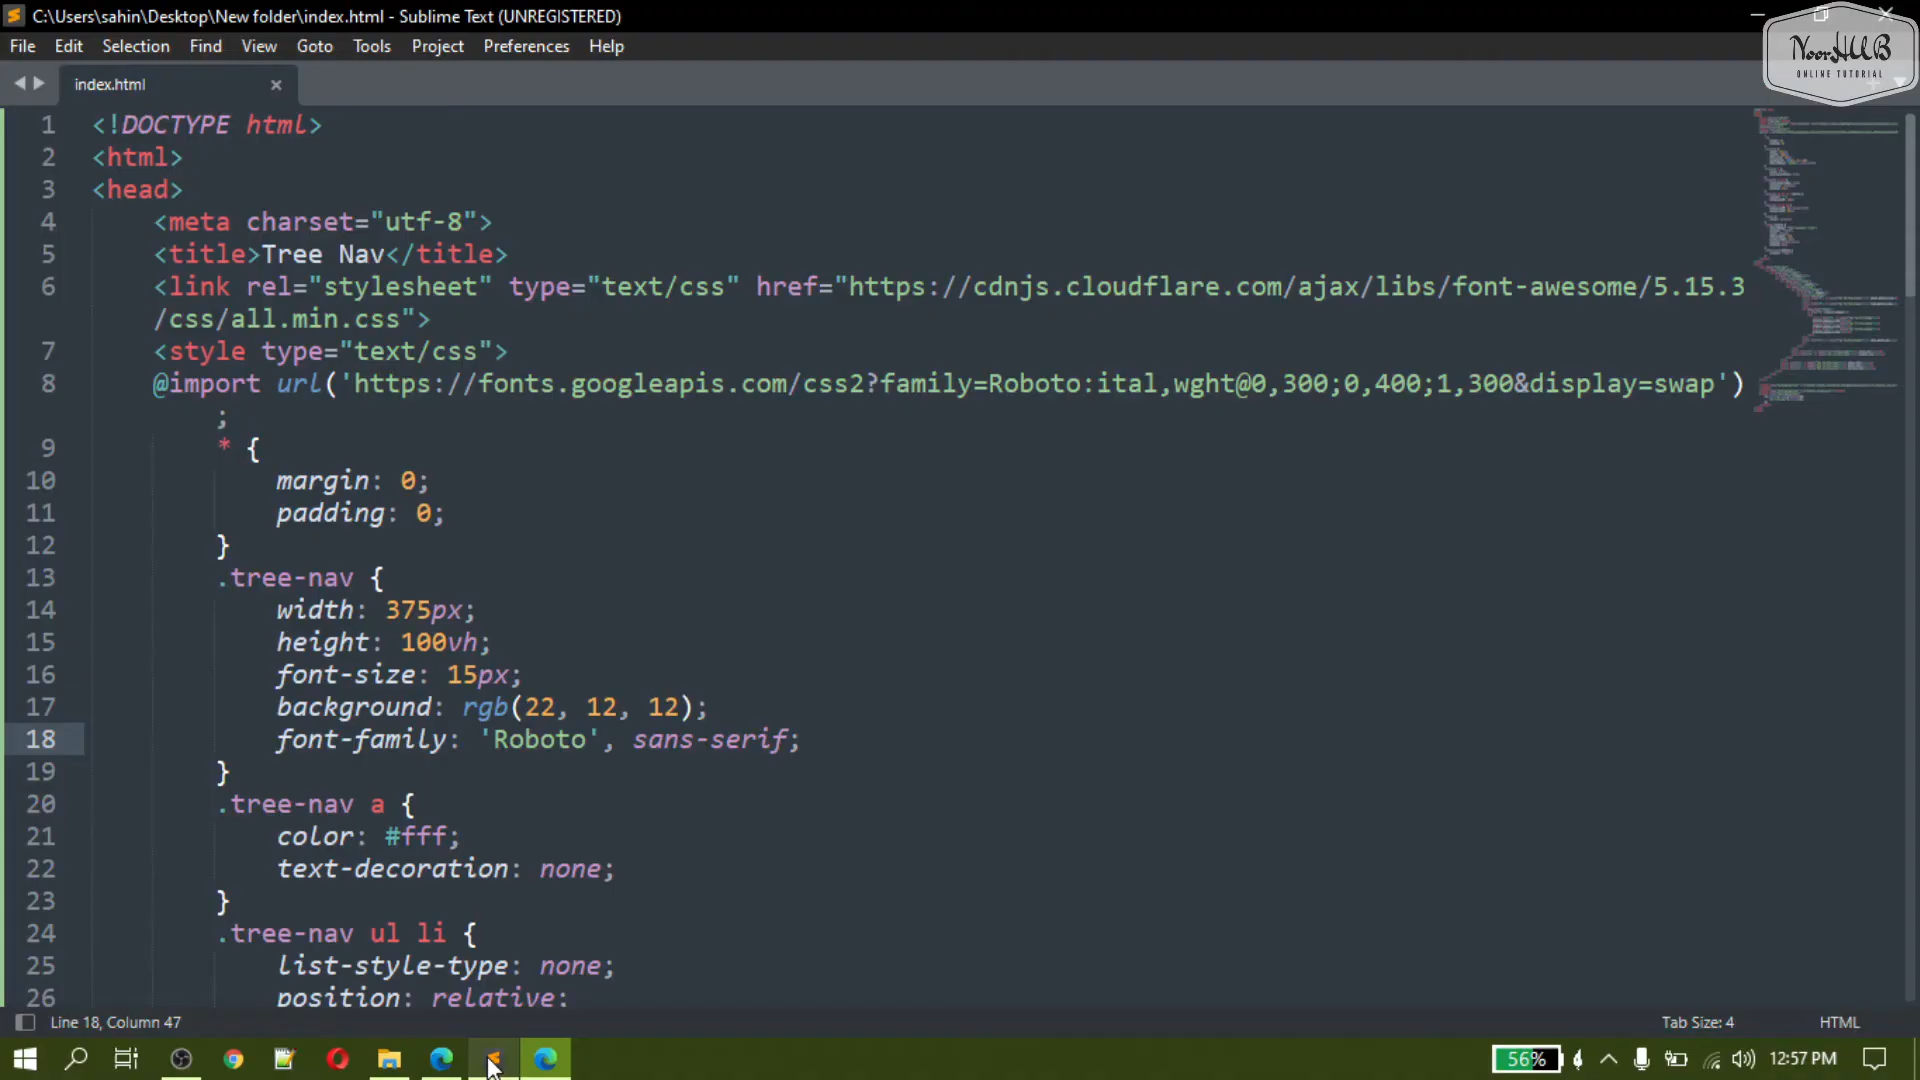 C:\Users\sahin\Desktop\New folder\index.html - Sublime Text (UNREGISTERED)
File Edit Selection Find View Goto Tools Project Preferences Help
NoorHUB
ONLINE TUTORIAL
index.html
1 <!DOCTYPE html>
2 <html>
3 <head>
4 <meta charset="utf-8">
5 <title>Tree Nav</title>
6 <link rel="stylesheet" type="text/css" href="https://cdnjs.cloudflare.com/ajax/libs/font-awesome/5.15.3
/css/all.min.css">
7 <style type="text/css">
8 @import url('https://fonts.googleapis.com/css2?family=Roboto:ital,wght@0,300;0,400;1,300&display=swap')
;
9 * {
10 margin: 0;
11 padding: 0;
12 }
13 .tree-nav {
14 width: 375px;
15 height: 100vh;
16 font-size: 15px;
17 background: rgb(22, 12, 12);
18 font-family: 'Roboto', sans-serif;
19 }
20 .tree-nav a {
21 color: #fff;
22 text-decoration: none;
23 }
24 .tree-nav ul li {
25 list-style-type: none;
26 position: relative;
Line 18, Column 47
Tab Size: 4
HTML
56%
12:57 PM